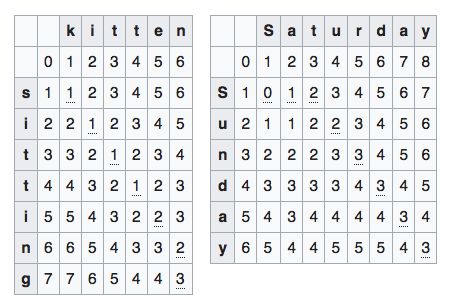 k i t t e n
0 1 2 3 4 5 6
s 1 1 2 3 4 5 6
i 2 2 1 2 3 4 5
t 3 3 2 1 2 3 4
t 4 4 3 2 1 2 3
i 5 5 4 3 2 2 3
n 6 6 5 4 3 3 2
g 7 7 6 5 4 4 3
S a t u r d a y
0 1 2 3 4 5 6 7 8
S 1 0 1 2 3 4 5 6 7
u 2 1 1 2 2 3 4 5 6
n 3 2 2 2 3 3 4 5 6
d 4 3 3 3 3 4 3 4 5
a 5 4 3 4 4 4 4 3 4
y 6 5 4 4 5 5 5 4 3